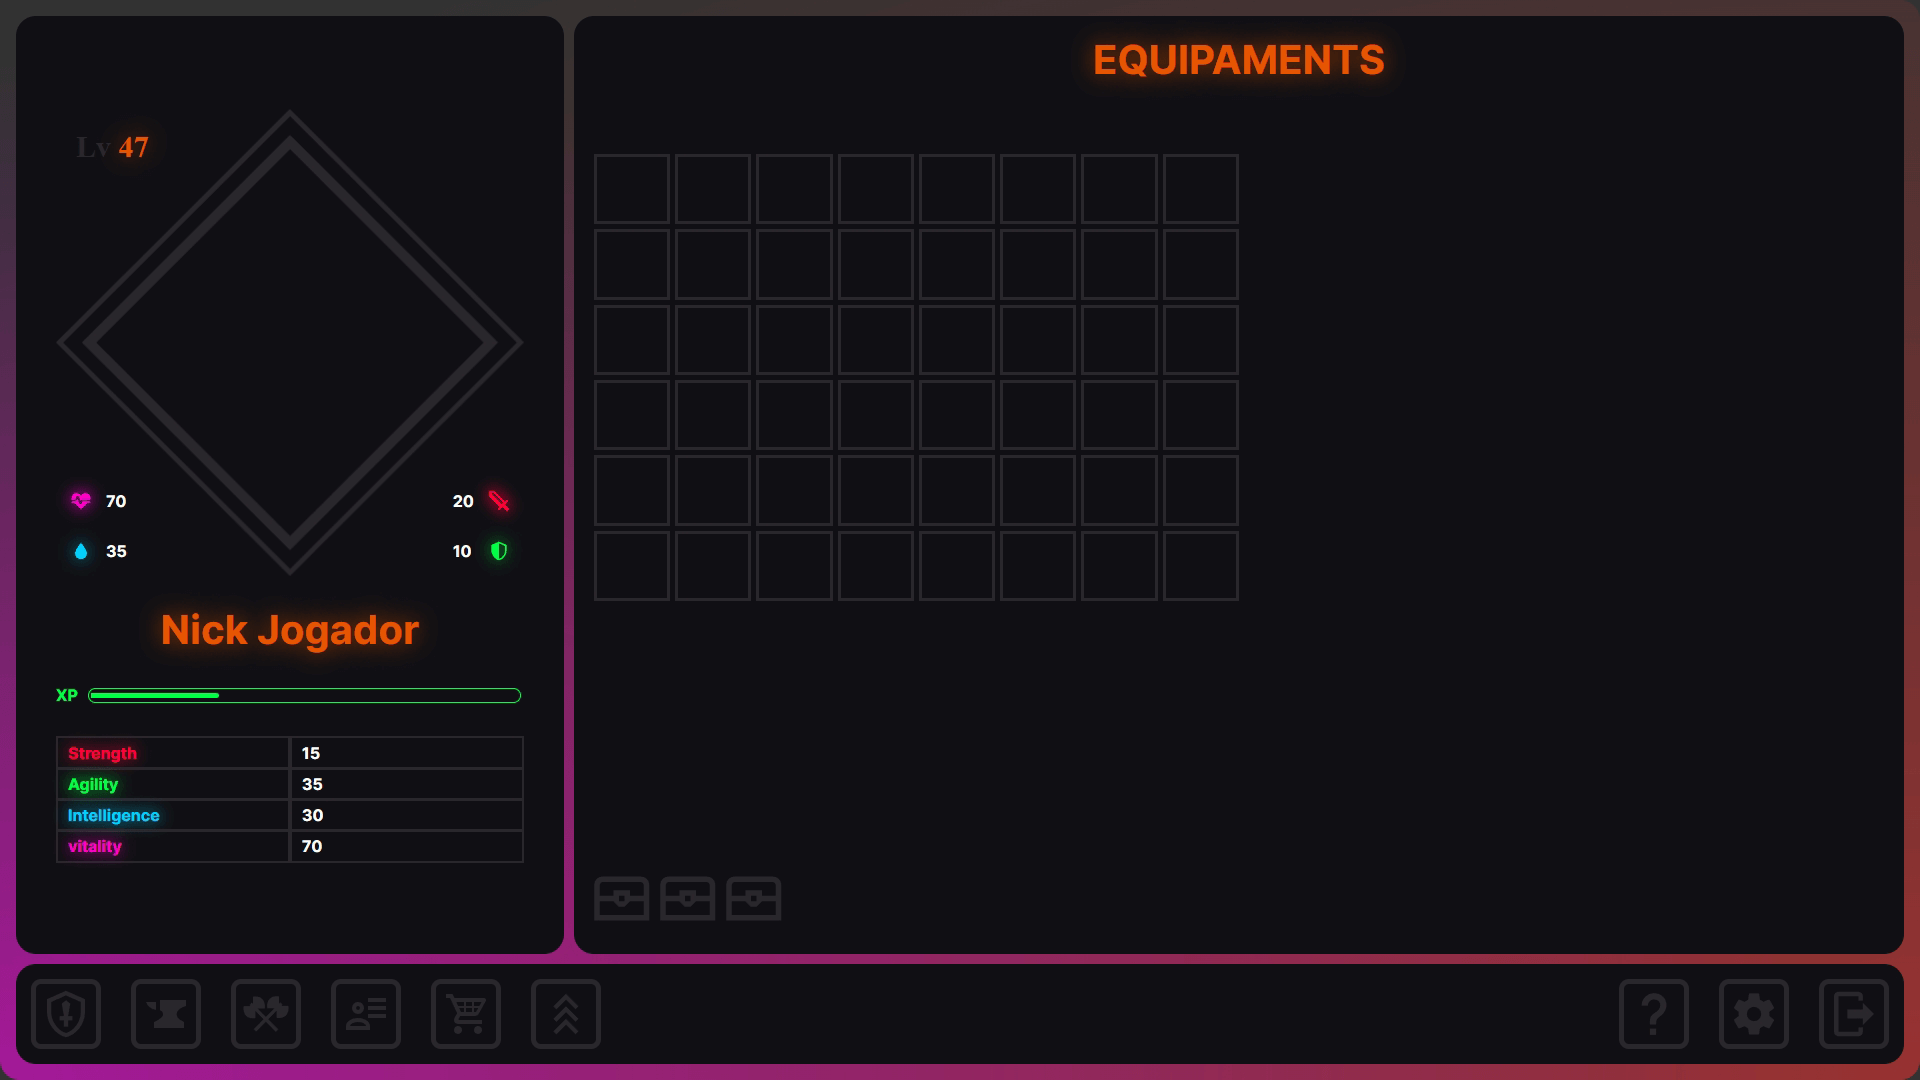 EQUIPAMENTS
Lv 47
70
20
35
10
Nick Jogador
XP
Strength 15
Agility 35
Intelligence 30
vitality 70